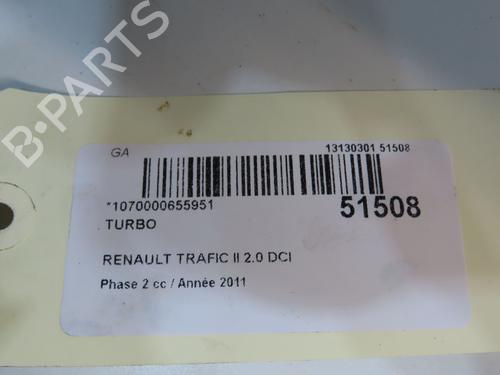 B-PARTS
GA
13130301 51508
*1070000655951
51508
TURBO
RENAULT TRAFIC II 2.0 DCI
Phase 2 cc / Année 2011